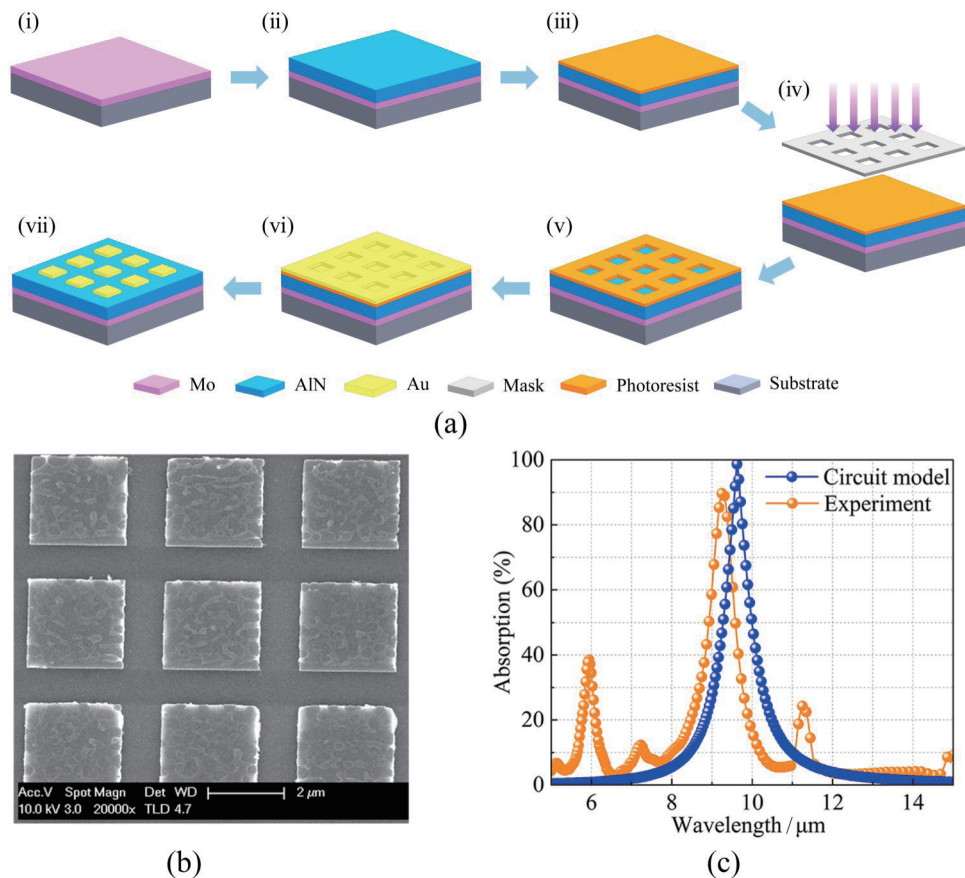 (i)
(ii)
(iii)
(iv)
(vii)
(vi)
(v)
Mo AlN Au Mask Photoresist Substrate
(a)
Acc.V Spot Magn Det WD 2 μm
10.0 kV 3.0 20000x TLD 4.7
(b)
100
80
60
40
20
0
Absorption (%)
Circuit model
Experiment
6 8 10 12 14
Wavelength / μm
(c)